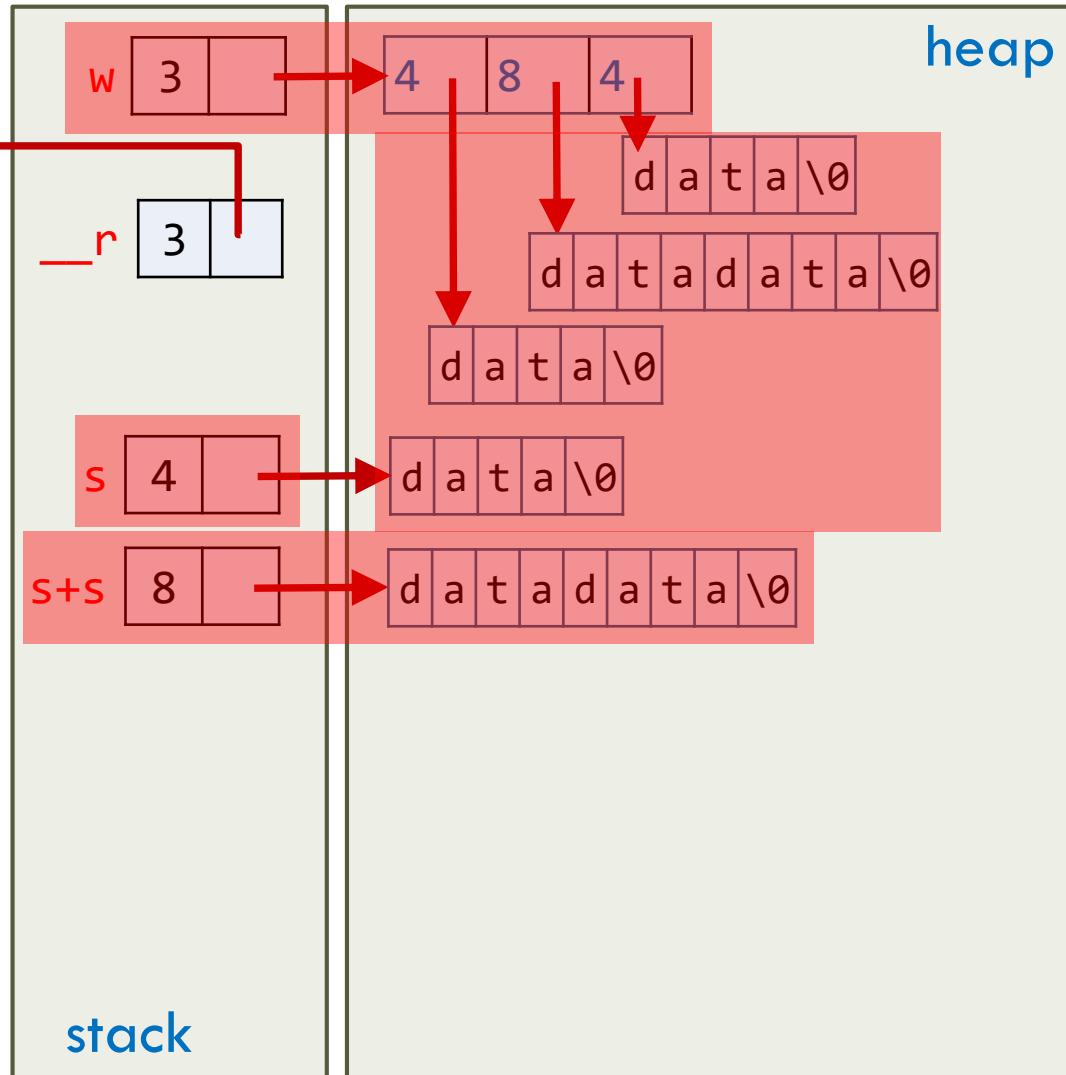 heap
w 3 4 8 4
d a t a \0
__r 3
d a t a d a t a \0
d a t a \0
s 4 d a t a \0
s+s 8 d a t a d a t a \0
stack